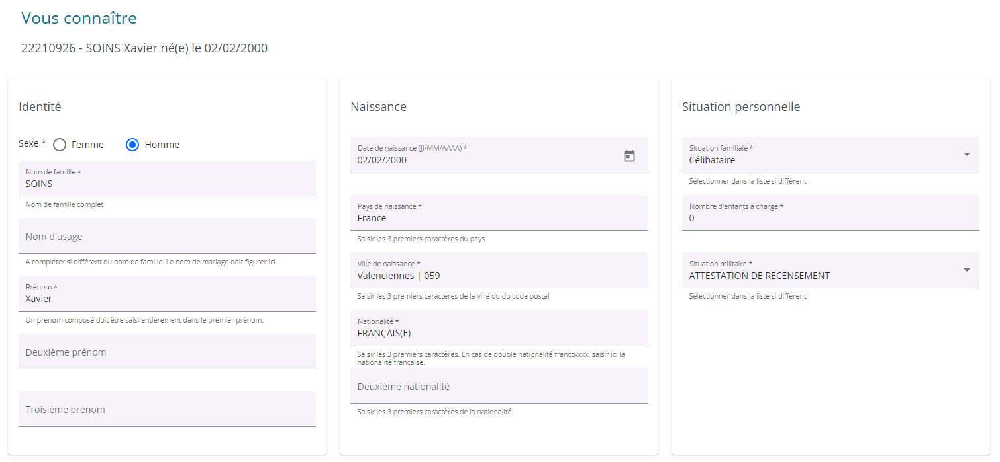 Vous connaître
22210926 - SOINS Xavier né(e) le 02/02/2000
Identité
Sexe * Femme Homme
Nom de famille *
SOINS
Nom de famille complet
Nom d'usage
A compléter si différent du nom de famille. Le nom de mariage doit figurer ici.
Prénom *
Xavier
Un prénom composé doit être saisi entièrement dans le premier prénom.
Deuxième prénom
Troisième prénom
Naissance
Date de naissance (JJ/MM/AAAA) *
02/02/2000
Pays de naissance *
France
Saisir les 3 premiers caractères du pays
Ville de naissance *
Valenciennes | 059
Saisir les 3 premiers caractères de la ville ou du code postal
Nationalité *
FRANÇAIS(E)
Saisir les 3 premiers caractères. En cas de double nationalité franco-xxx, saisir ici la
nationalité française.
Deuxième nationalité
Saisir les 3 premiers caractères de la nationalité
Situation personnelle
Situation familiale *
Célibataire
Sélectionner dans la liste si différent
Nombre d'enfants à charge *
0
Situation militaire *
ATTESTATION DE RECENSEMENT
Sélectionner dans la liste si différent